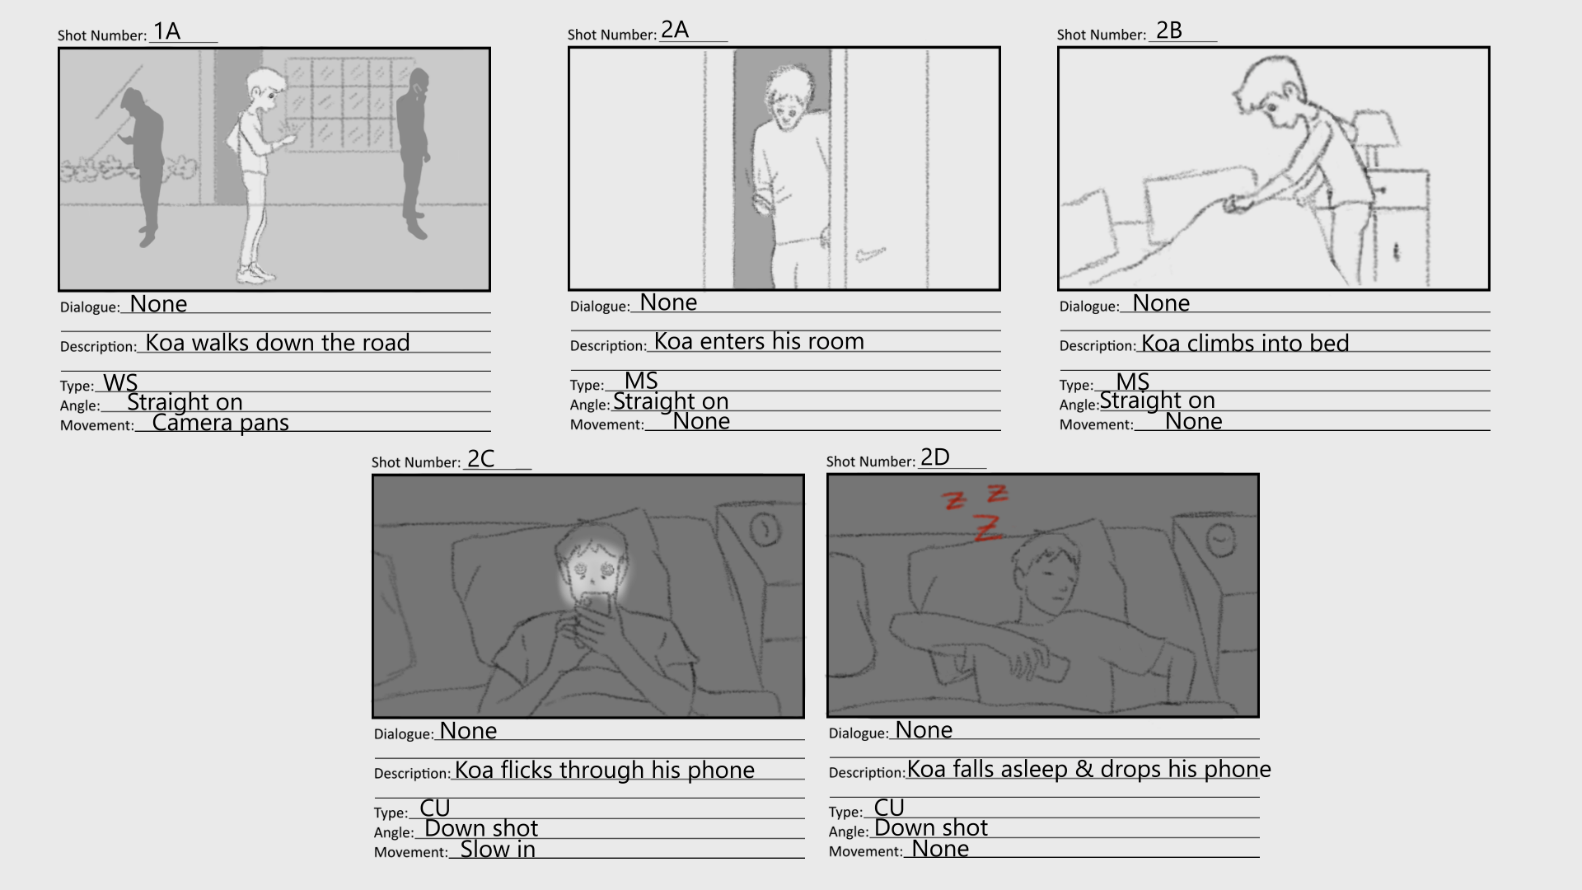 Shot Number: 1A
Dialogue: None
Description: Koa walks down the road
Type: WS
Angle: Straight on
Movement: Camera pans
Shot Number: 2A
Dialogue: None
Description: Koa enters his room
Type: MS
Angle: Straight on
Movement: None
Shot Number: 2B
Dialogue: None
Description: Koa climbs into bed
Type: MS
Angle: Straight on
Movement: None
Shot Number: 2C
Dialogue: None
Description: Koa flicks through his phone
Type: CU
Angle: Down shot
Movement: Slow in
Shot Number: 2D
z z
z
Dialogue: None
Description: Koa falls asleep & drops his phone
Type: CU
Angle: Down shot
Movement: None